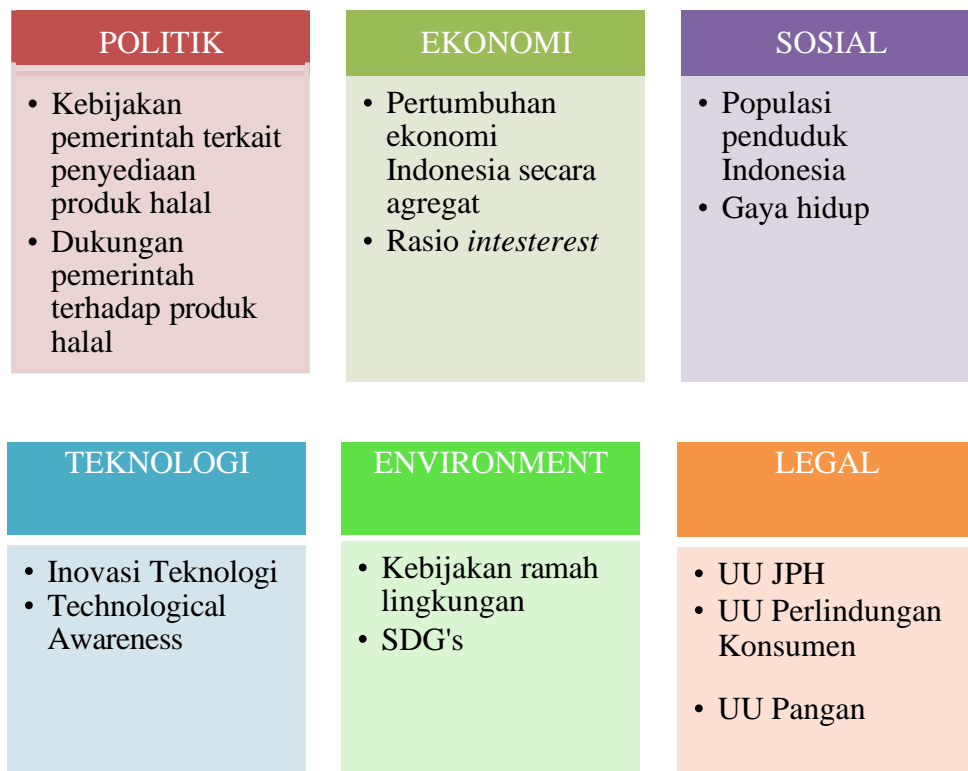 POLITIK
• Kebijakan
pemerintah terkait
penyediaan
produk halal
• Dukungan
pemerintah
terhadap produk
halal
EKONOMI
• Pertumbuhan
ekonomi
Indonesia secara
agregat
• Rasio intesterest
SOSIAL
• Populasi
penduduk
Indonesia
• Gaya hidup
TEKNOLOGI
• Inovasi Teknologi
• Technological
Awareness
ENVIRONMENT
• Kebijakan ramah
lingkungan
• SDG's
LEGAL
• UU JPH
• UU Perlindungan
Konsumen
• UU Pangan